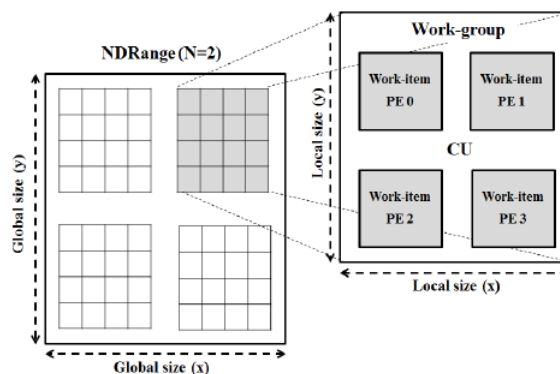 NDRange (N=2)
Global size (y)
Global size (x)
Work-group
Local size (y)
Work-item
PE 0
Work-item
PE 1
CU
Work-item
PE 2
Work-item
PE 3
Local size (x)